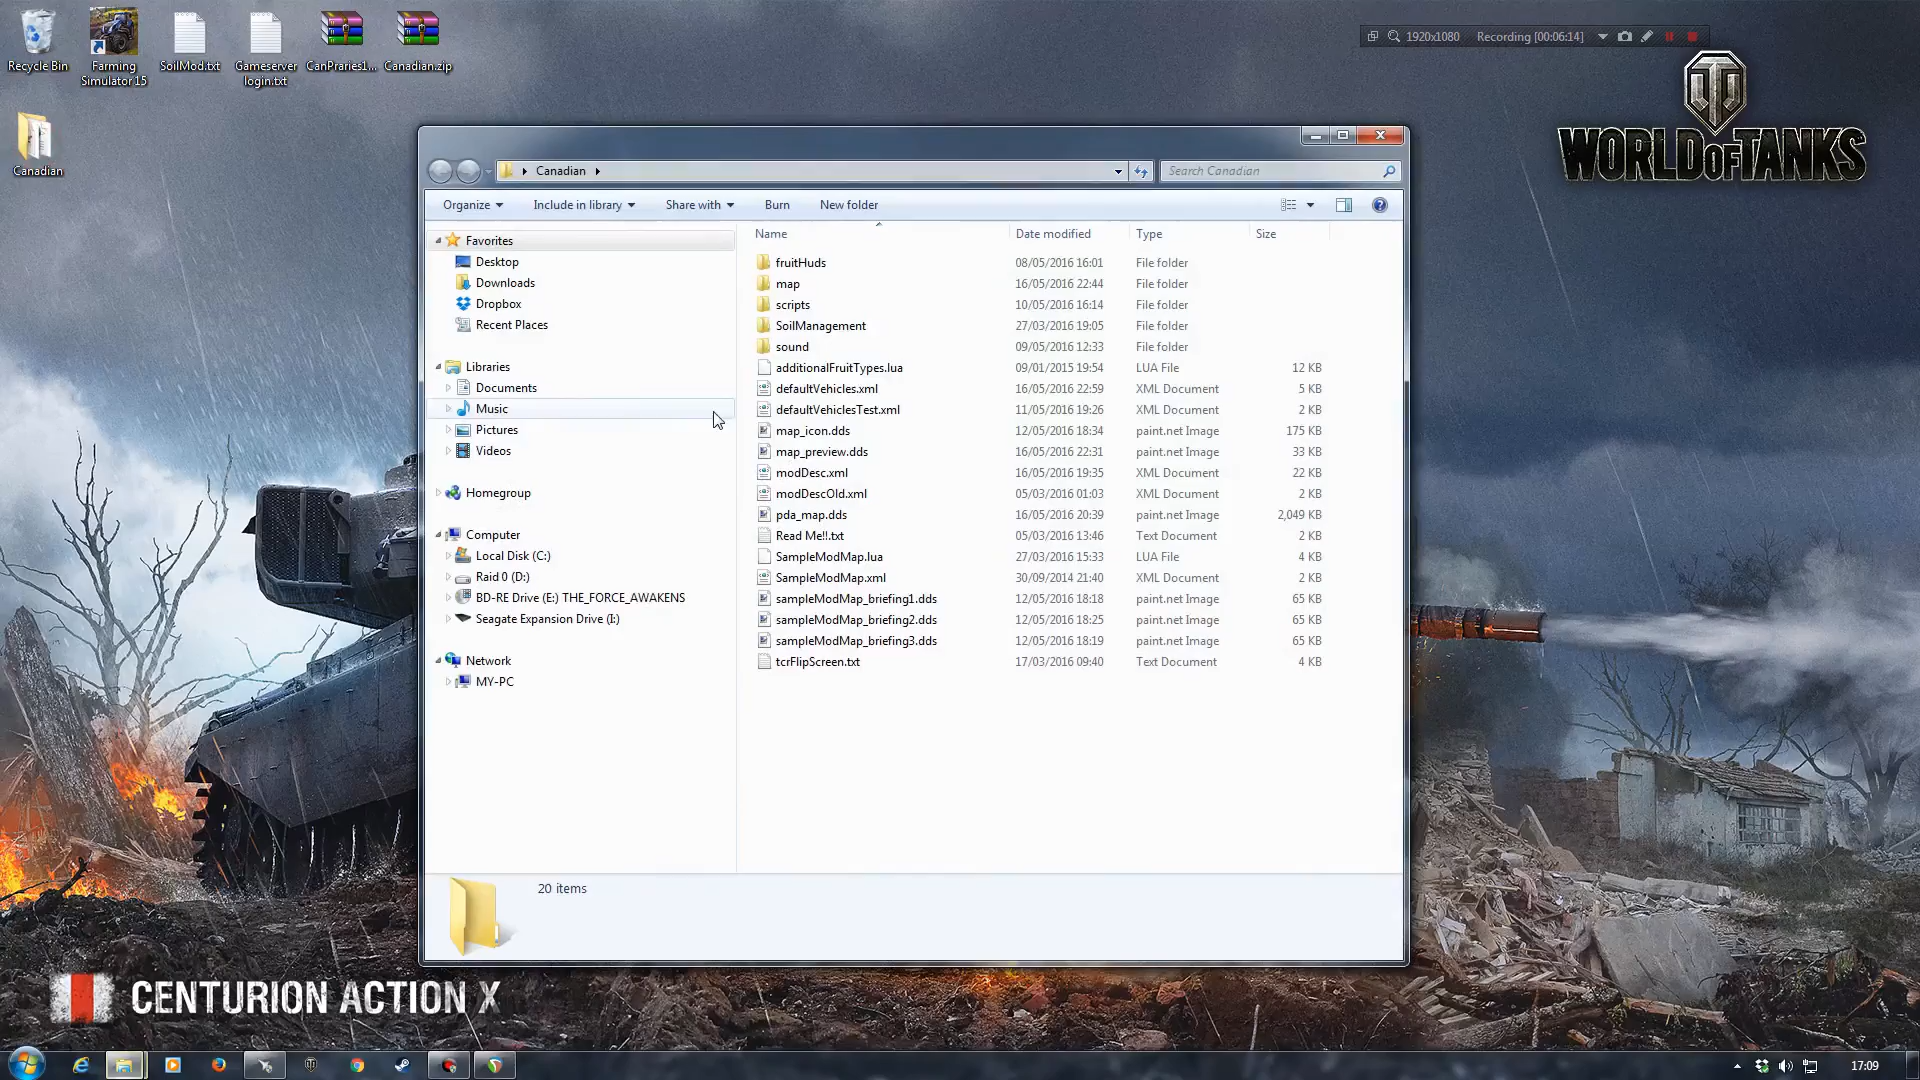 Recycle Bin
Farming Simulator 15
SoilMod.txt
Gameserver login.txt
CanPraries1...
Canadian.zip
Canadian
1920x1080
Recording [00:06:14]
WORLD OF TANKS
Canadian
Search Canadian
Organize
Include in library
Share with
Burn
New folder
Favorites
Desktop
Downloads
Dropbox
Recent Places
Libraries
Documents
Music
Pictures
Videos
Homegroup
Computer
Local Disk (C:)
Raid 0 (D:)
BD-RE Drive (E:) THE_FORCE_AWAKENS
Seagate Expansion Drive (I:)
Network
MY-PC
Name Date modified Type Size
fruitHuds 08/05/2016 16:01 File folder
map 16/05/2016 22:44 File folder
scripts 10/05/2016 16:14 File folder
SoilManagement 27/03/2016 19:05 File folder
sound 09/05/2016 12:33 File folder
additionalFruitTypes.lua 09/01/2015 19:54 LUA File 12 KB
defaultVehicles.xml 16/05/2016 22:59 XML Document 5 KB
defaultVehiclesTest.xml 11/05/2016 19:26 XML Document 2 KB
map_icon.dds 12/05/2016 18:34 paint.net Image 175 KB
map_preview.dds 16/05/2016 22:31 paint.net Image 33 KB
modDesc.xml 16/05/2016 19:35 XML Document 22 KB
modDescOld.xml 05/03/2016 01:03 XML Document 2 KB
pda_map.dds 16/05/2016 20:39 paint.net Image 2,049 KB
Read Me!!.txt 05/03/2016 13:46 Text Document 2 KB
SampleModMap.lua 27/03/2016 15:33 LUA File 4 KB
SampleModMap.xml 30/09/2014 21:40 XML Document 2 KB
sampleModMap_briefing1.dds 12/05/2016 18:18 paint.net Image 65 KB
sampleModMap_briefing2.dds 12/05/2016 18:25 paint.net Image 65 KB
sampleModMap_briefing3.dds 12/05/2016 18:19 paint.net Image 65 KB
tcrFlipScreen.txt 17/03/2016 09:40 Text Document 4 KB
20 items
CENTURION ACTION X
17:09